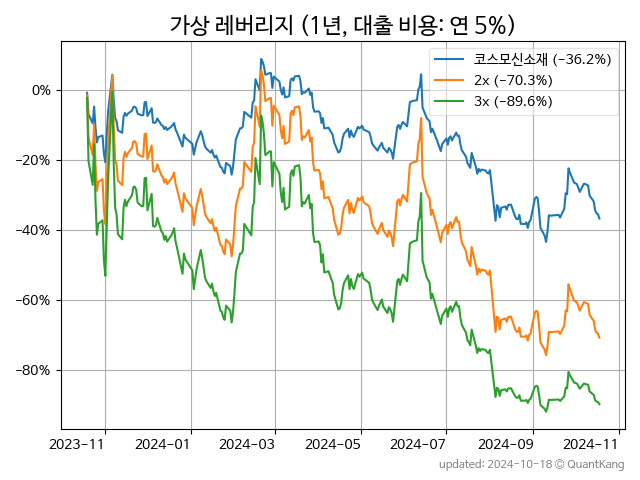 가상 레버리지 (1년, 대출 비용: 연 5%)
코스모신소재 (−36.2%)
2x (−70.3%)
3x (−89.6%)
0%
−20%
−40%
−60%
−80%
2023-11 2024-01 2024-03 2024-05 2024-07 2024-09 2024-11
updated: 2024-10-18 © QuantKang